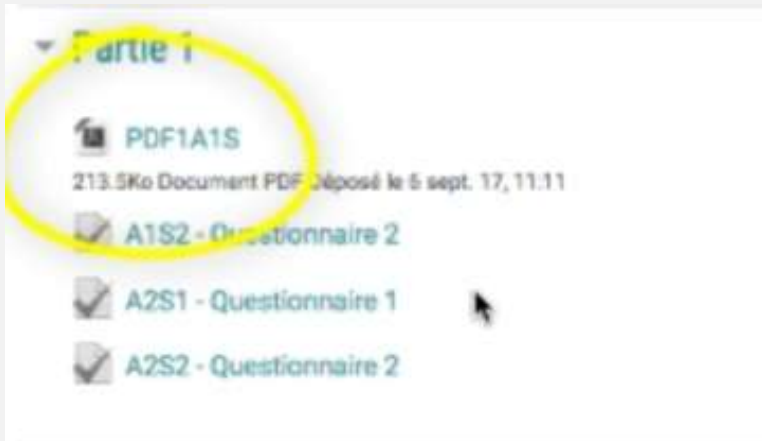 Partie 1
PDF1A1S
213.5Ko Document PDF Déposé le 6 sept. 17, 11:11
A1S2 - Questionnaire 2
A2S1 - Questionnaire 1
A2S2 - Questionnaire 2